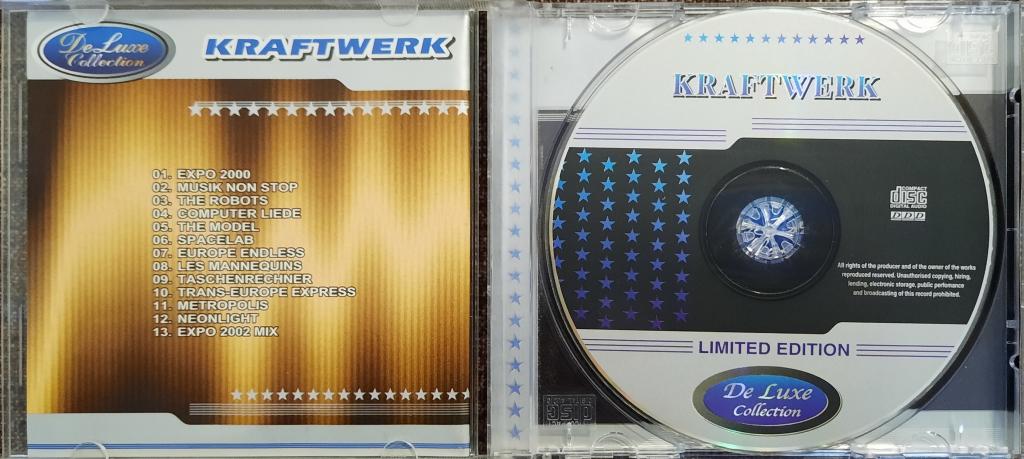 De Luxe
Collection
KRAFTWERK
01. EXPO 2000
02. MUSIK NON STOP
03. THE ROBOTS
04. COMPUTER LIEDE
05. THE MODEL
06. SPACELAB
07. EUROPE ENDLESS
08. LES MANNEQUINS
09. TASCHENRECHNER
10. TRANS-EUROPE EXPRESS
11. METROPOLIS
12. NEONLIGHT
13. EXPO 2002 MIX
KRAFTWERK
COMPACT
disc
DIGITAL AUDIO
DDD
All rights of the producer and of the owner of the works
reproduced reserved. Unauthorised copying, hiring,
lending, electronic storage, public perfomance
and broadcasting of this record prohibited.
LIMITED EDITION
De Luxe
Collection